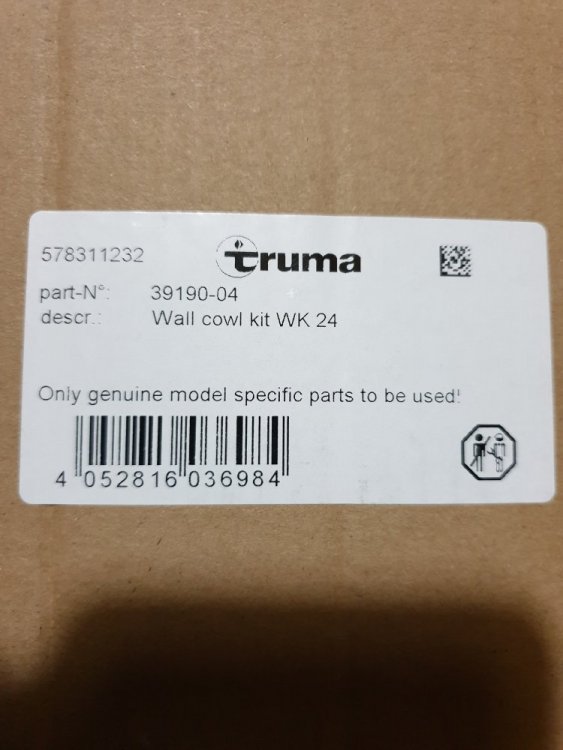 578311232 truma
part-N°: 39190-04
descr.: Wall cowl kit WK 24
Only genuine model specific parts to be used!
4 052816 036984